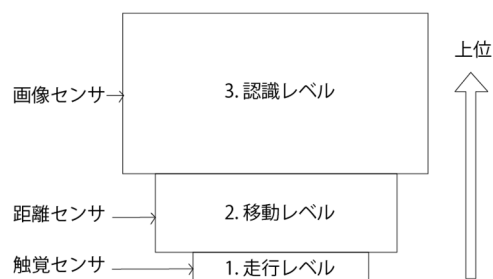 上位
画像センサ
3. 認識レベル
距離センサ
2. 移動レベル
触覚センサ
1. 走行レベル